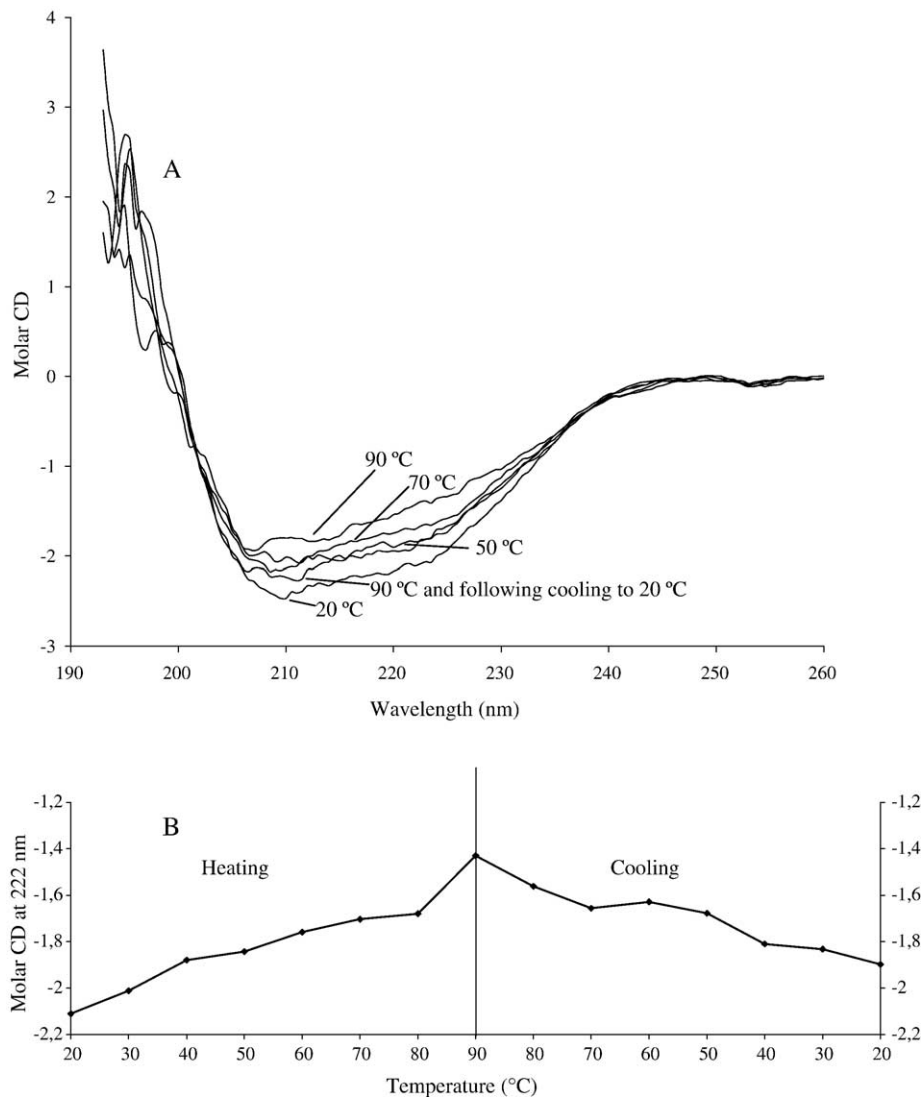 4
3
2
1
0
-1
-2
-3
Molar CD
A
90 ºC
70 ºC
50 ºC
90 ºC and following cooling to 20 ºC
20 ºC
190 200 210 220 230 240 250 260
Wavelength (nm)
B
Heating
Cooling
-1,2
-1,4
-1,6
-1,8
-2
-2,2
Molar CD at 222 nm
-1,2
-1,4
-1,6
-1,8
-2
-2,2
20 30 40 50 60 70 80 90 80 70 60 50 40 30 20
Temperature (°C)